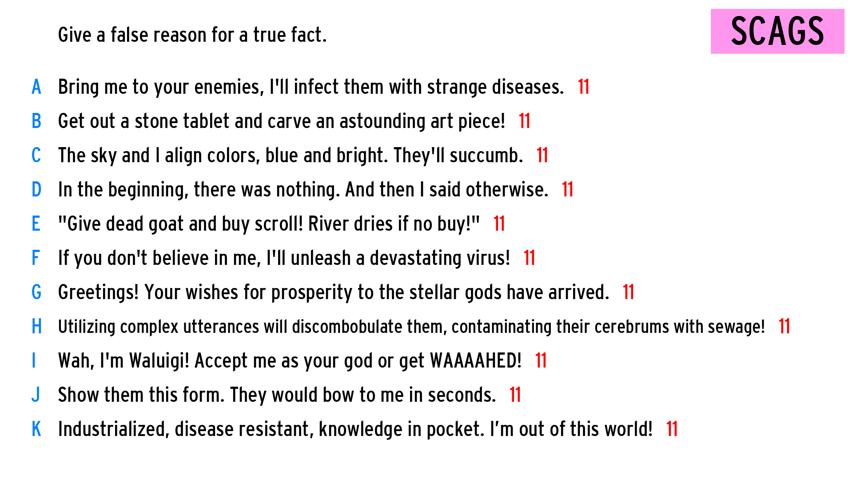 Give a false reason for a true fact.
SCAGS
A Bring me to your enemies, I'll infect them with strange diseases. 11
B Get out a stone tablet and carve an astounding art piece! 11
C The sky and I align colors, blue and bright. They'll succumb. 11
D In the beginning, there was nothing. And then I said otherwise. 11
E "Give dead goat and buy scroll! River dries if no buy!" 11
F If you don't believe in me, I'll unleash a devastating virus! 11
G Greetings! Your wishes for prosperity to the stellar gods have arrived. 11
H Utilizing complex utterances will discombobulate them, contaminating their cerebrums with sewage! 11
I Wah, I'm Waluigi! Accept me as your god or get WAAAAHED! 11
J Show them this form. They would bow to me in seconds. 11
K Industrialized, disease resistant, knowledge in pocket. I’m out of this world! 11